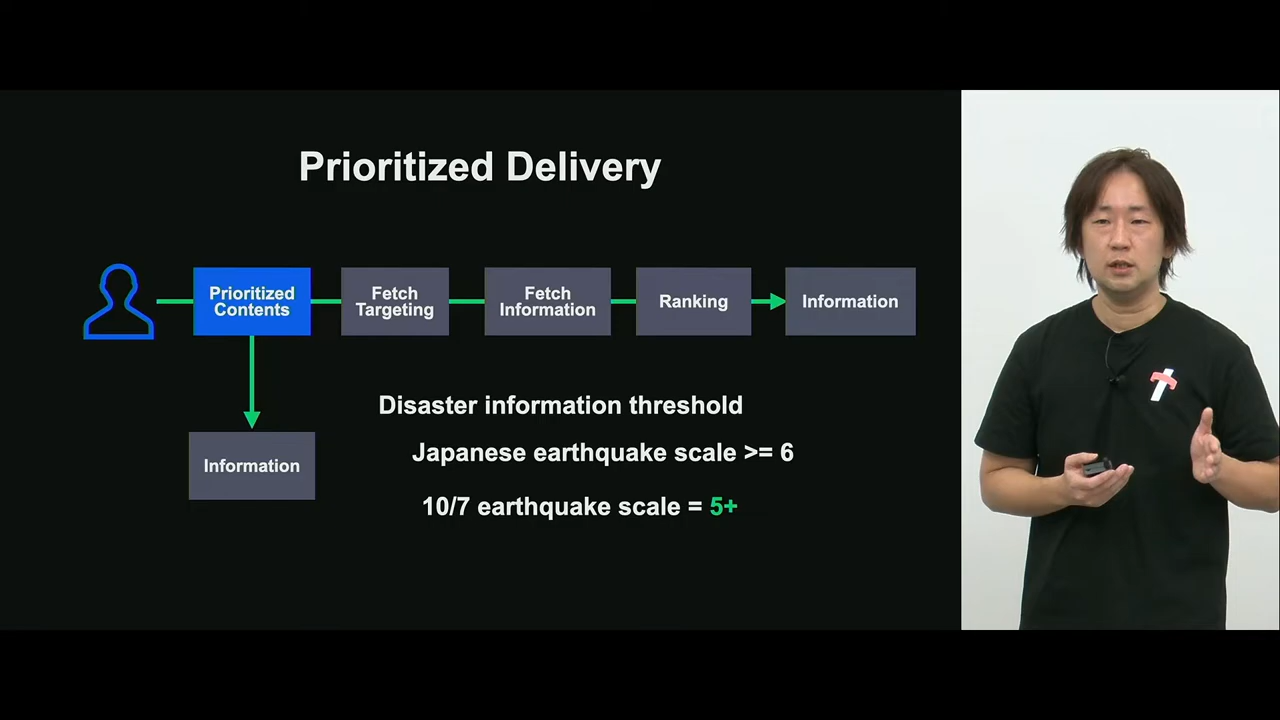 Prioritized Delivery
Prioritized
Contents
Fetch
Targeting
Fetch
Information
Ranking
Information
Information
Disaster information threshold
Japanese earthquake scale >= 6
10/7 earthquake scale = 5+